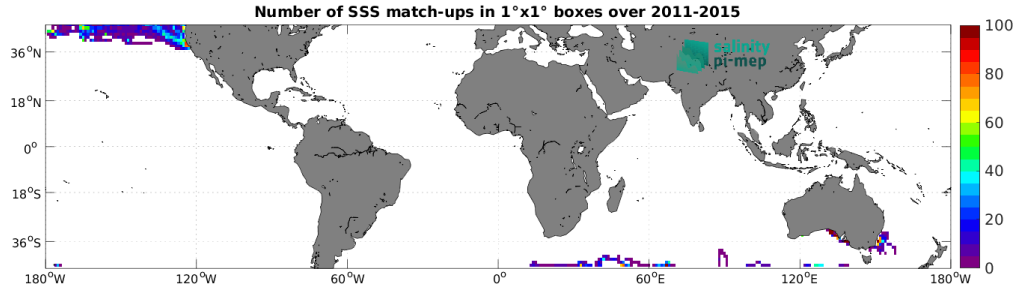 Number of SSS match-ups in 1°x1° boxes over 2011-2015
salinity
pi-mep
36°N
18°N
0°
18°S
36°S
180°W
120°W
60°W
0°
60°E
120°E
180°W
100
80
60
40
20
0